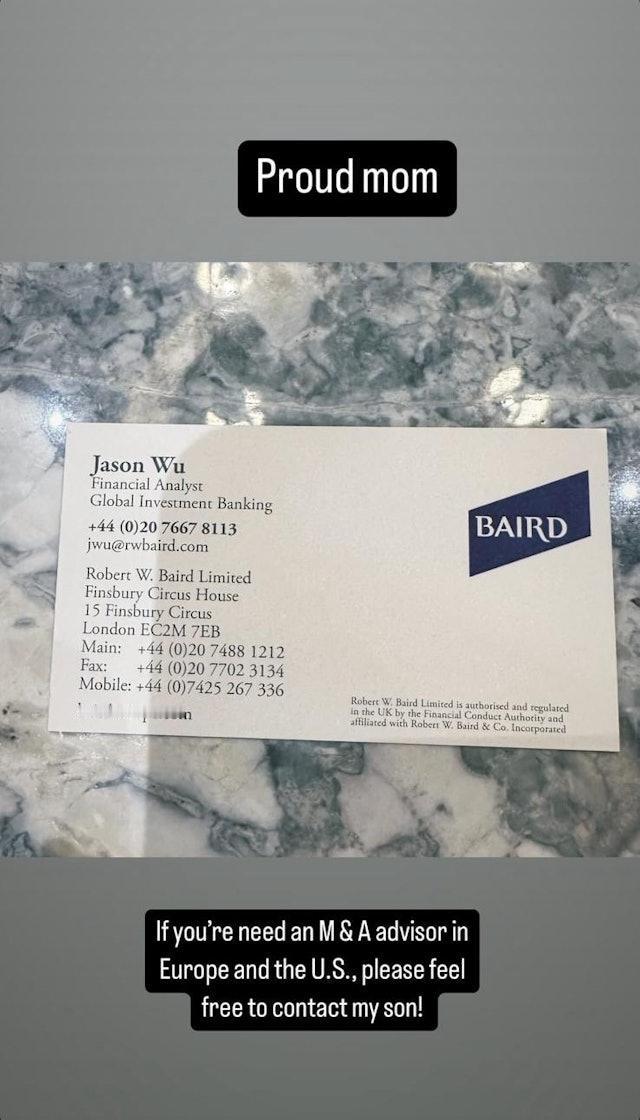 Proud mom
Jason Wu
Financial Analyst
Global Investment Banking
+44 (0)20 7667 8113
jwu@rwbaird.com
Robert W. Baird Limited
Finsbury Circus House
15 Finsbury Circus
London EC2M 7EB
Main: +44 (0)20 7488 1212
Fax: +44 (0)20 7702 3134
Mobile: +44 (0)7425 267 336
BAIRD
Robert W. Baird Limited is authorised and regulated
in the UK by the Financial Conduct Authority and
affiliated with Robert W. Baird & Co. Incorporated
If you're need an M & A advisor in
Europe and the U.S., please feel
free to contact my son!